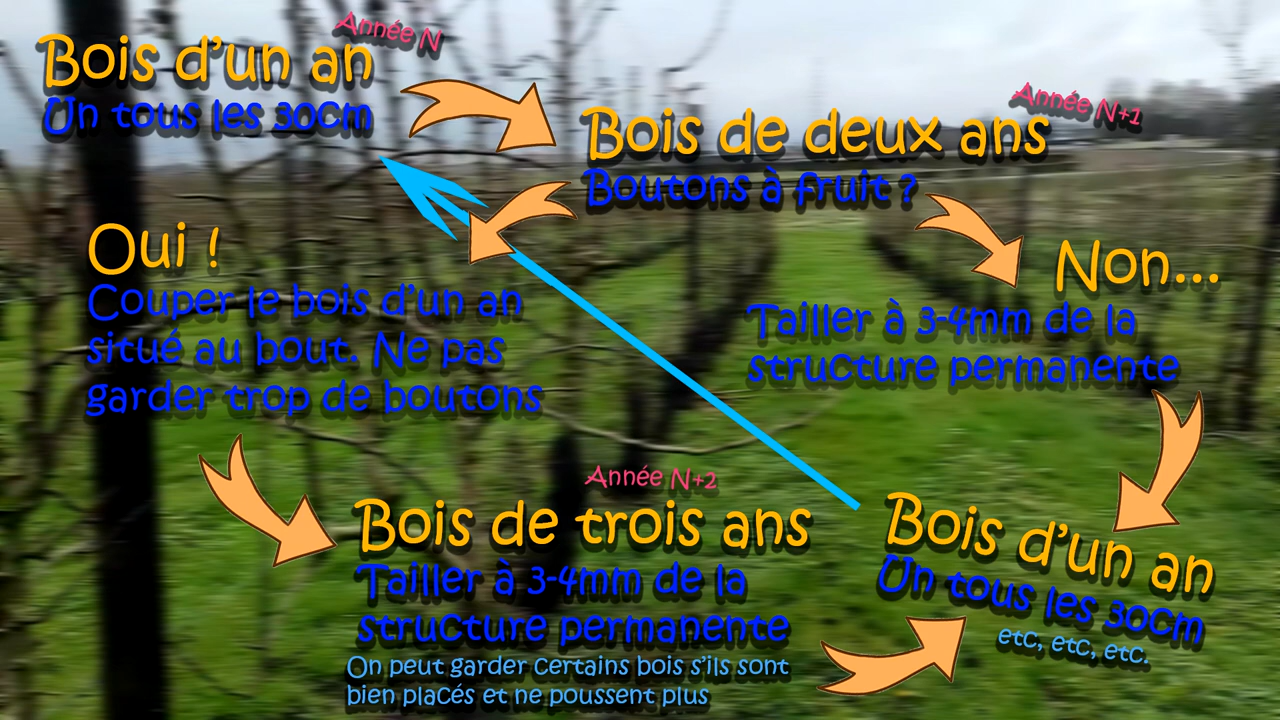 Année N
Bois d'un an
Un tous les 30cm
Année N+1
Bois de deux ans
Boutons à fruit ?
Oui !
Couper le bois d'un an
situé au bout. Ne pas
garder trop de boutons
Non...
Tailler à 3-4mm de la
structure permanente
Année N+2
Bois de trois ans
Tailler à 3-4mm de la
structure permanente
On peut garder certains bois s'ils sont
bien placés et ne poussent plus
Bois d'un an
Un tous les 30cm
etc, etc, etc.